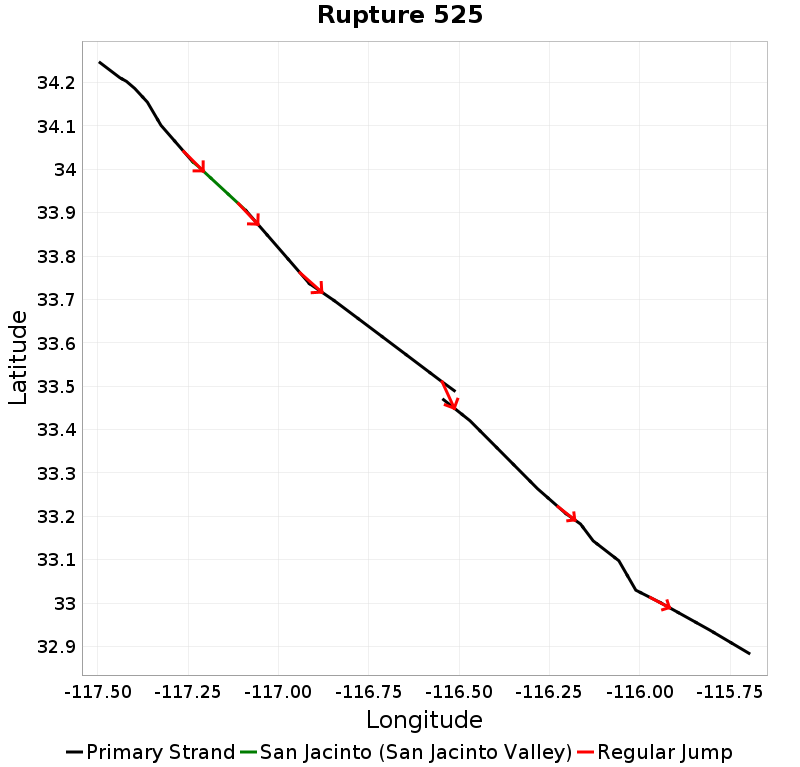 Rupture 525
34.2
34.1
34
33.9
33.8
33.7
33.6
33.5
33.4
33.3
33.2
33.1
33
32.9
Latitude
-117.50 -117.25 -117.00 -116.75 -116.50 -116.25 -116.00 -115.75
Longitude
Primary Strand San Jacinto (San Jacinto Valley) Regular Jump